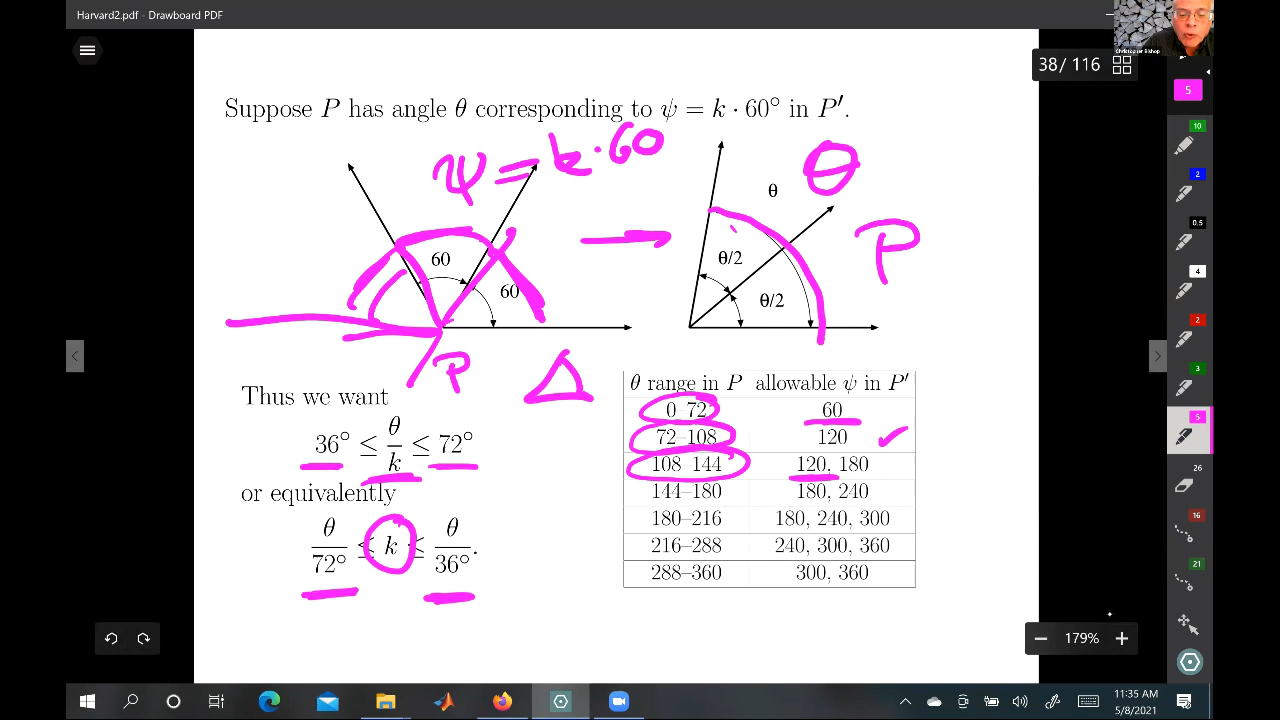 Harvard2.pdf - Drawboard PDF
Christopher Bishop
38 / 116
Suppose P has angle θ corresponding to ψ = k · 60° in P′.
ψ = k·60
θ
θ
P
60
60
θ/2
θ/2
P
Δ
Thus we want
36° ≤ θ/k ≤ 72°
or equivalently
θ/72° ≤ k ≤ θ/36°.
θ range in P allowable ψ in P′
0–72 60
72–108 120
108–144 120, 180
144–180 180, 240
180–216 180, 240, 300
216–288 240, 300, 360
288–360 300, 360
5
10
2
0.5
4
2
3
5
26
16
21
179%
11:35 AM
5/8/2021